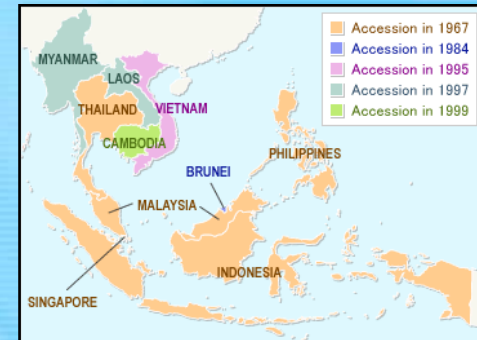 Accession in 1967
Accession in 1984
Accession in 1995
Accession in 1997
Accession in 1999
MYANMAR
LAOS
THAILAND
VIETNAM
CAMBODIA
PHILIPPINES
BRUNEI
MALAYSIA
INDONESIA
SINGAPORE